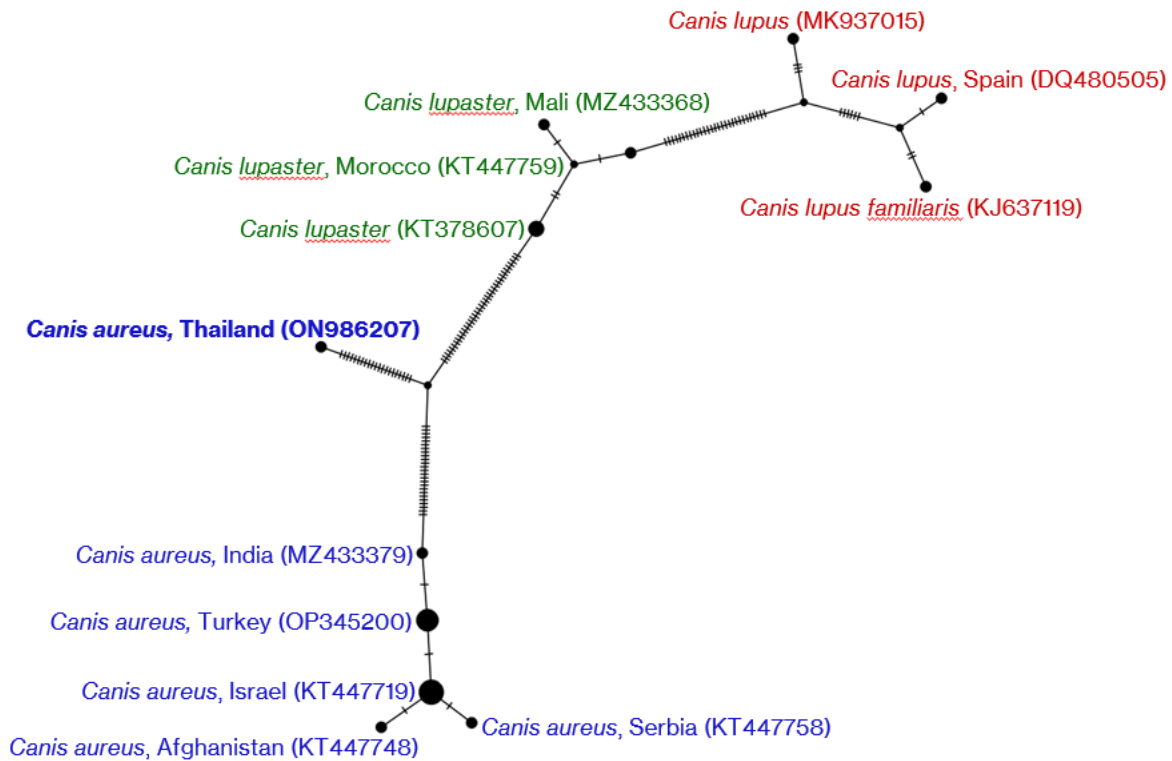 Canis lupus (MK937015)
Canis lupus, Spain (DQ480505)
Canis lupaster, Mali (MZ433368)
Canis lupaster, Morocco (KT447759)
Canis lupus familiaris (KJ637119)
Canis lupaster (KT378607)
Canis aureus, Thailand (ON986207)
Canis aureus, India (MZ433379)
Canis aureus, Turkey (OP345200)
Canis aureus, Israel (KT447719)
Canis aureus, Serbia (KT447758)
Canis aureus, Afghanistan (KT447748)